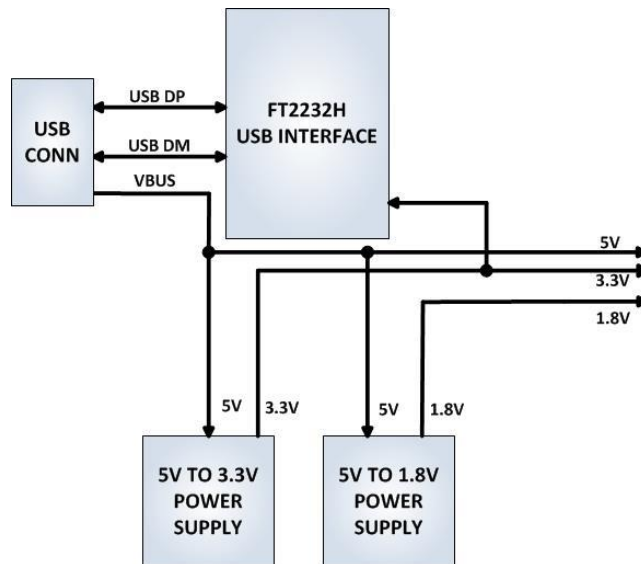 FT2232H
USB INTERFACE
USB
CONN
USB DP
USB DM
VBUS
5V
3.3V
1.8V
5V
3.3V
5V
1.8V
5V TO 3.3V
POWER
SUPPLY
5V TO 1.8V
POWER
SUPPLY